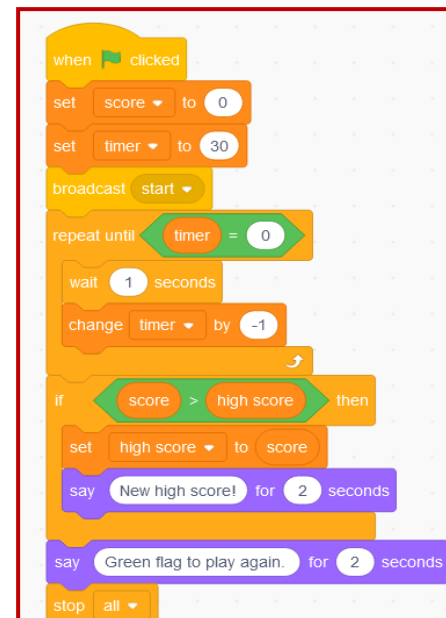 when clicked
set score to 0
set timer to 30
broadcast start
repeat until timer = 0
wait 1 seconds
change timer by -1
if score > high score then
set high score to score
say New high score! for 2 seconds
say Green flag to play again. for 2 seconds
stop all